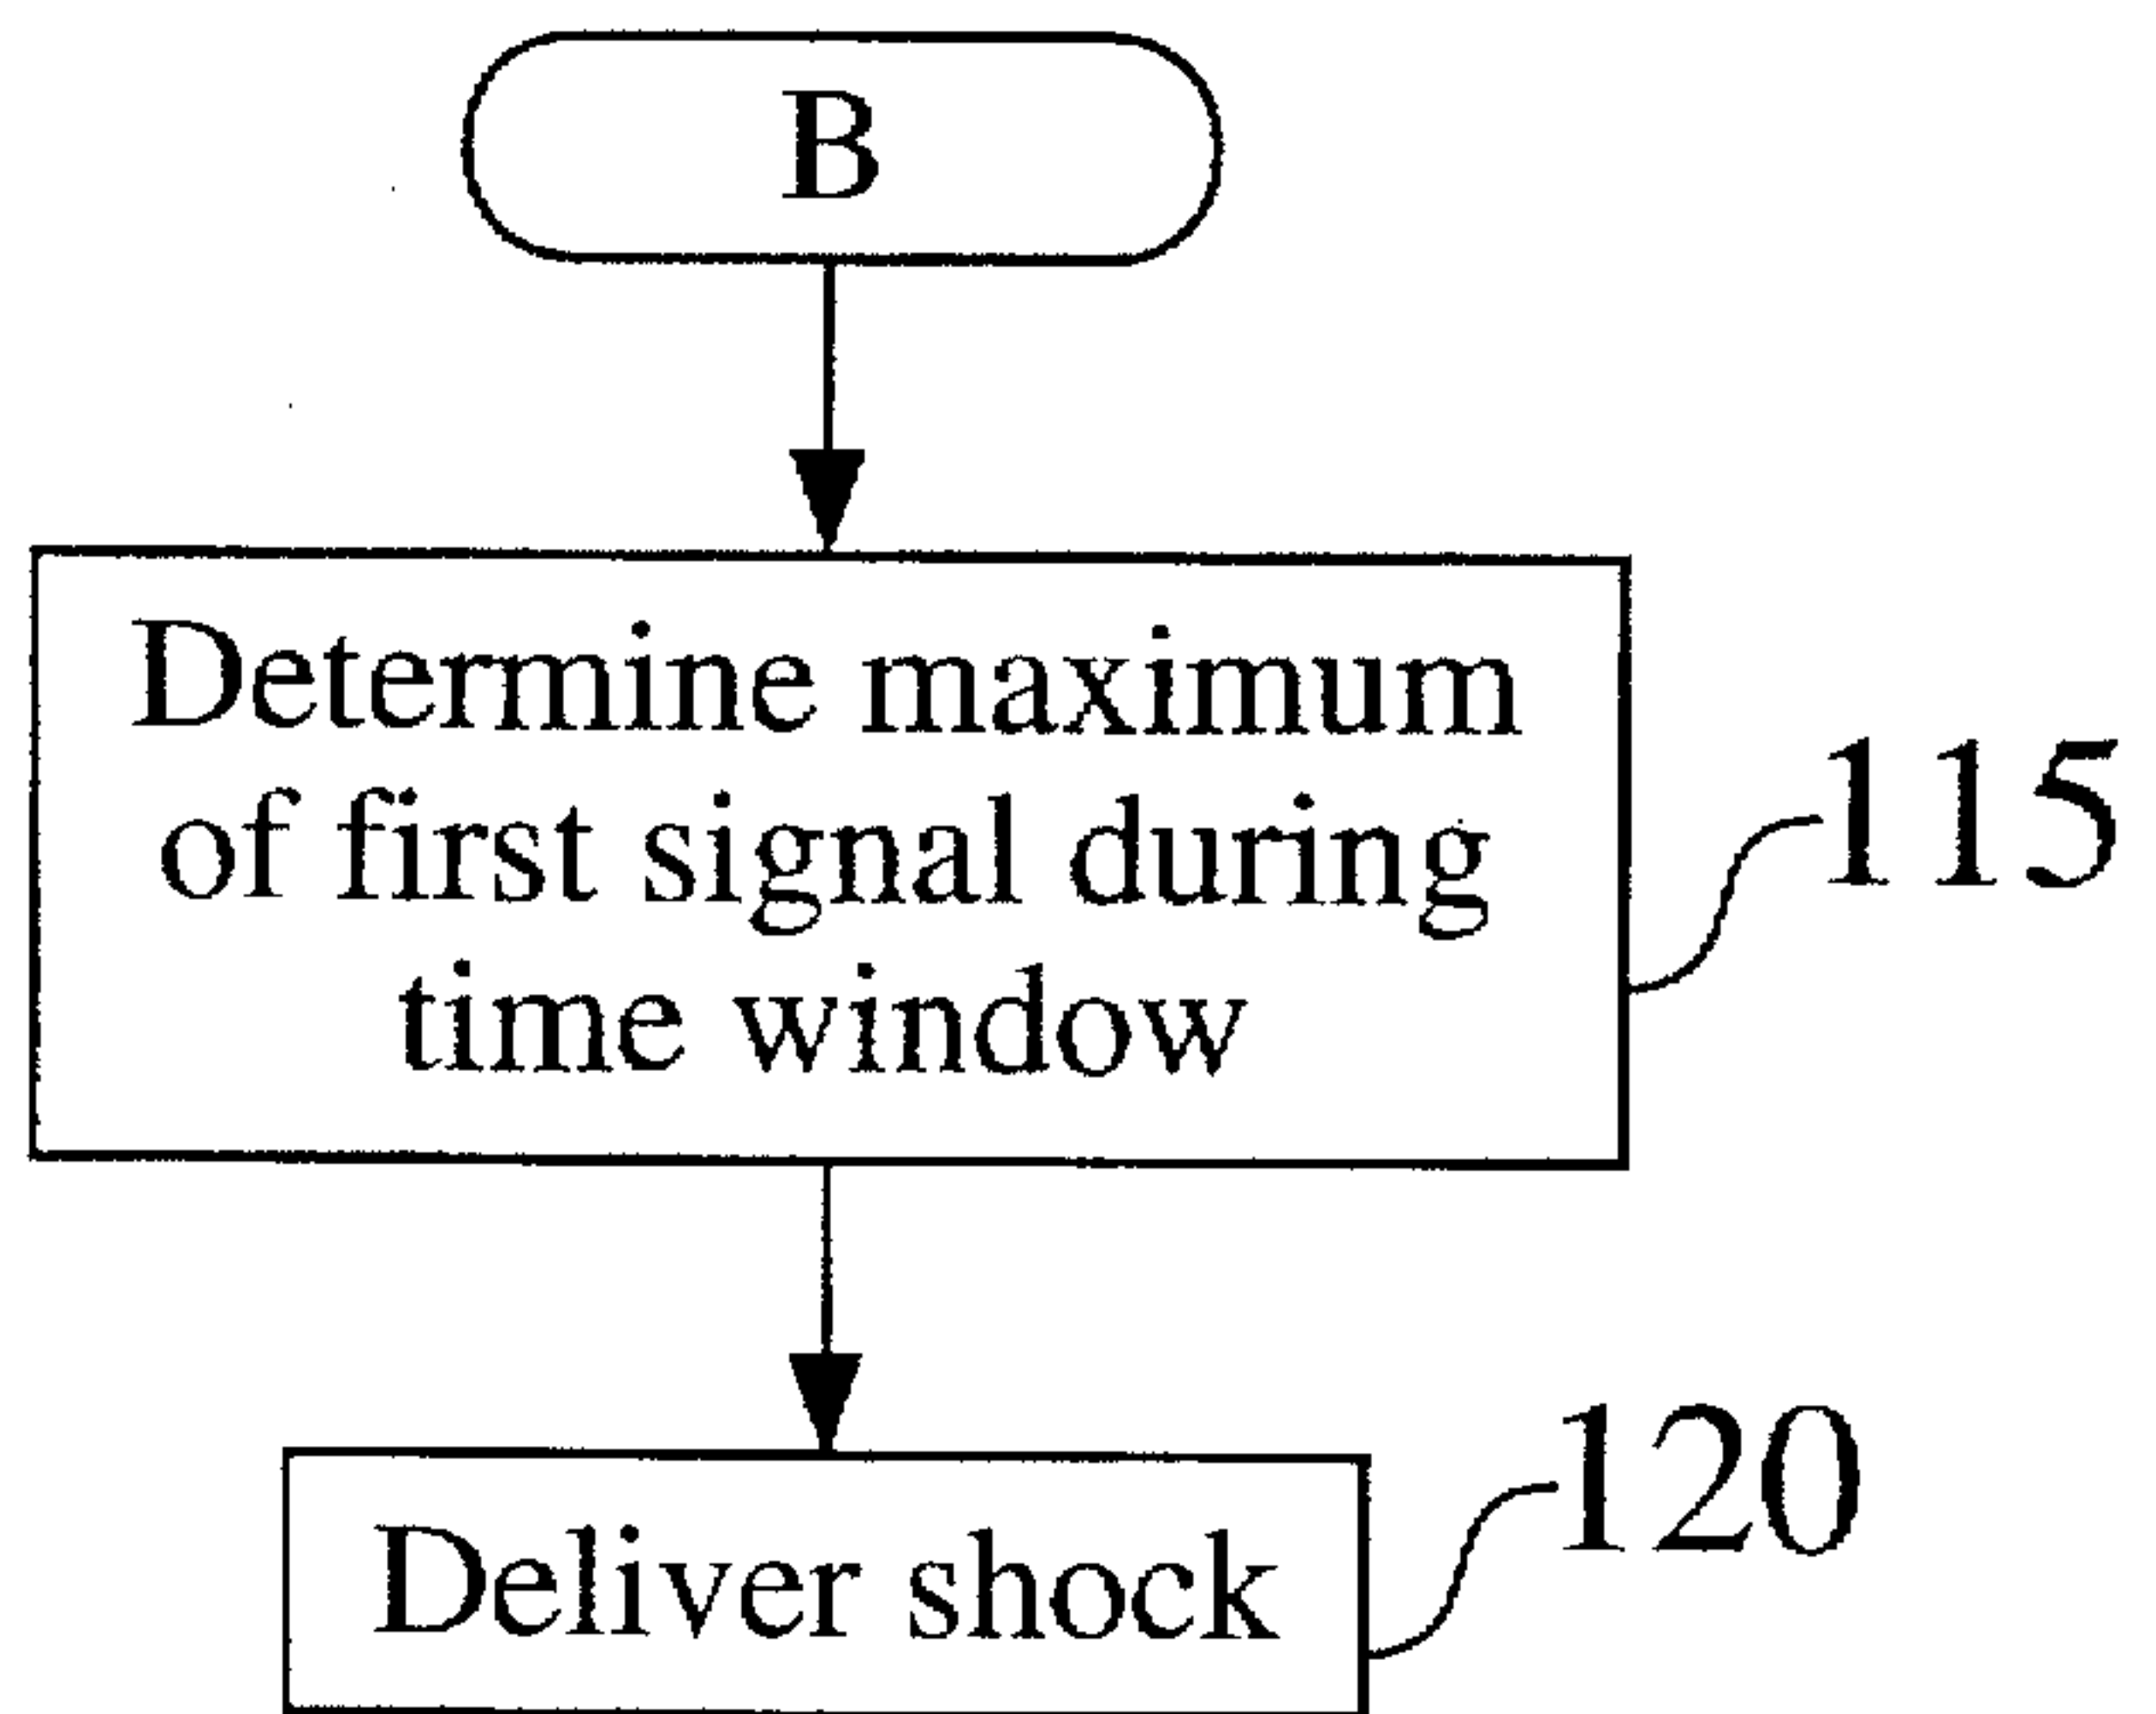 B
Determine maximum
of first signal during
time window
115
120
Deliver shock